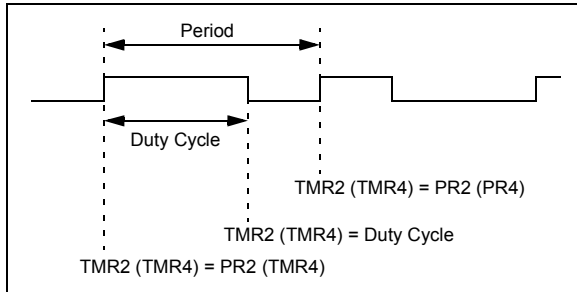 Period
Duty Cycle
TMR2 (TMR4) = PR2 (PR4)
TMR2 (TMR4) = Duty Cycle
TMR2 (TMR4) = PR2 (TMR4)